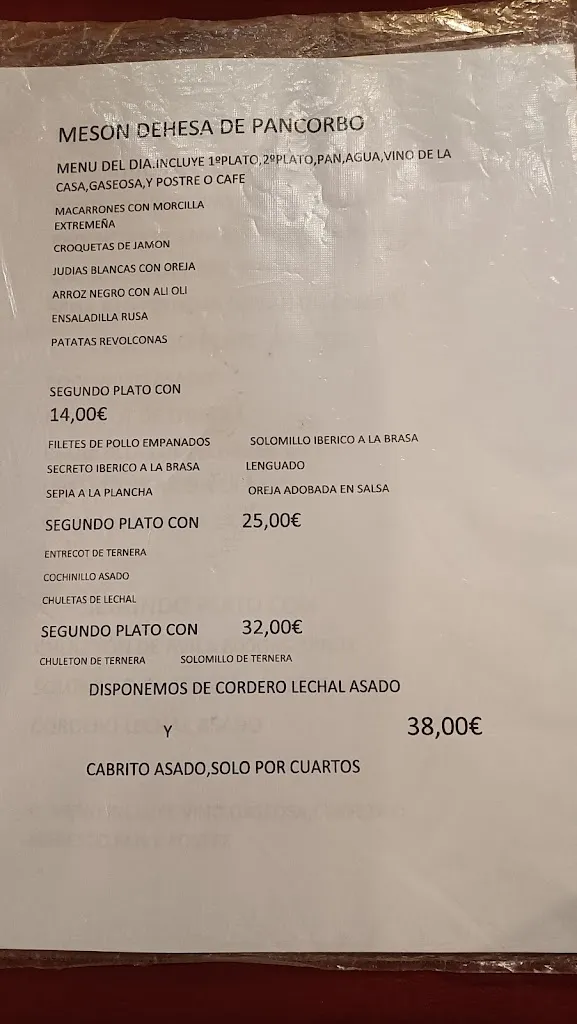 MESON DEHESA DE PANCORBO
MENU DEL DIA.INCLUYE 1ºPLATO,2ºPLATO,PAN,AGUA,VINO DE LA
CASA,GASEOSA,Y POSTRE O CAFE
MACARRONES CON MORCILLA
EXTREMEÑA
CROQUETAS DE JAMON
JUDIAS BLANCAS CON OREJA
ARROZ NEGRO CON ALI OLI
ENSALADILLA RUSA
PATATAS REVOLCONAS
SEGUNDO PLATO CON
14,00€
FILETES DE POLLO EMPANADOS SOLOMILLO IBERICO A LA BRASA
SECRETO IBERICO A LA BRASA LENGUADO
SEPIA A LA PLANCHA OREJA ADOBADA EN SALSA
SEGUNDO PLATO CON 25,00€
ENTRECOT DE TERNERA
COCHINILLO ASADO
CHULETAS DE LECHAL
SEGUNDO PLATO CON 32,00€
CHULETON DE TERNERA SOLOMILLO DE TERNERA
DISPONEMOS DE CORDERO LECHAL ASADO
Y 38,00€
CABRITO ASADO,SOLO POR CUARTOS